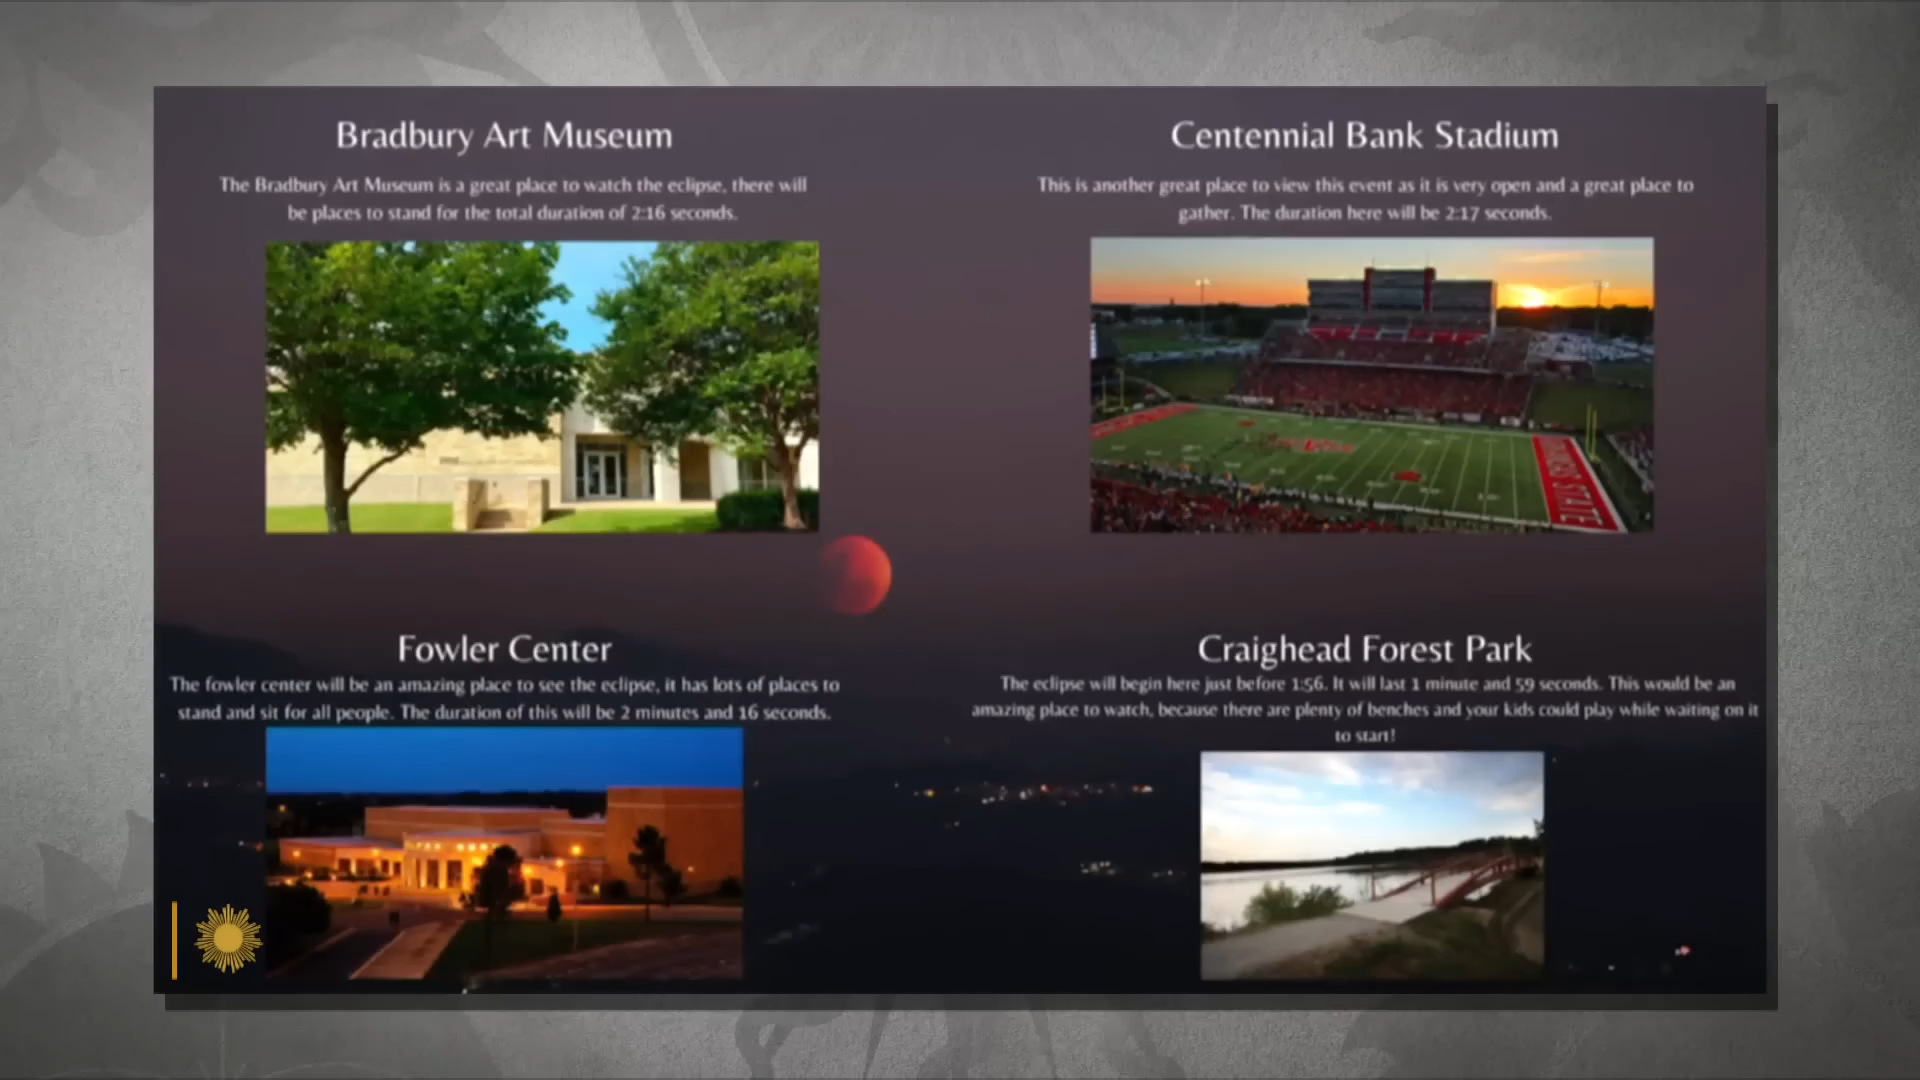 Bradbury Art Museum
The Bradbury Art Museum is a great place to watch the eclipse, there will
be places to stand for the total duration of 2:16 seconds.
Centennial Bank Stadium
This is another great place to view this event as it is very open and a great place to
gather. The duration here will be 2:17 seconds.
STATE
Fowler Center
The fowler center will be an amazing place to see the eclipse, it has lots of places to
stand and sit for all people. The duration of this will be 2 minutes and 16 seconds.
Craighead Forest Park
The eclipse will begin here just before 1:56. It will last 1 minute and 59 seconds. This would be an
amazing place to watch, because there are plenty of benches and your kids could play while waiting on it
to start!